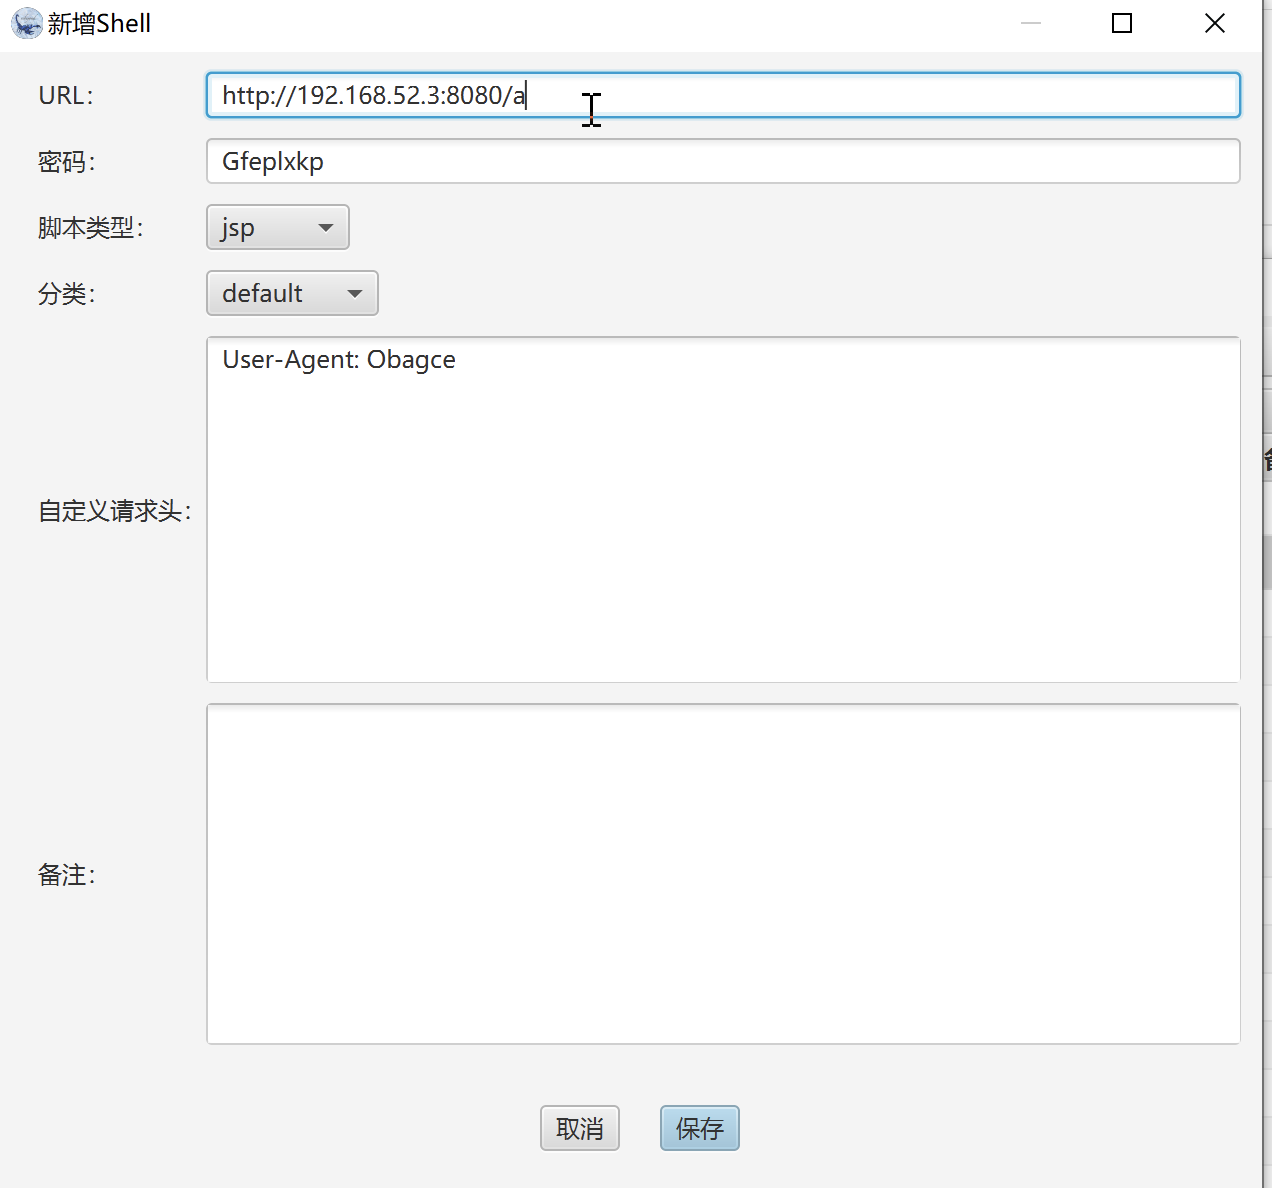 新增Shell
URL：
http://192.168.52.3:8080/a
密码：
Gfeplxkp
脚本类型：
jsp
分类：
default
User-Agent: Obagce
自定义请求头：
备注：
取消
保存